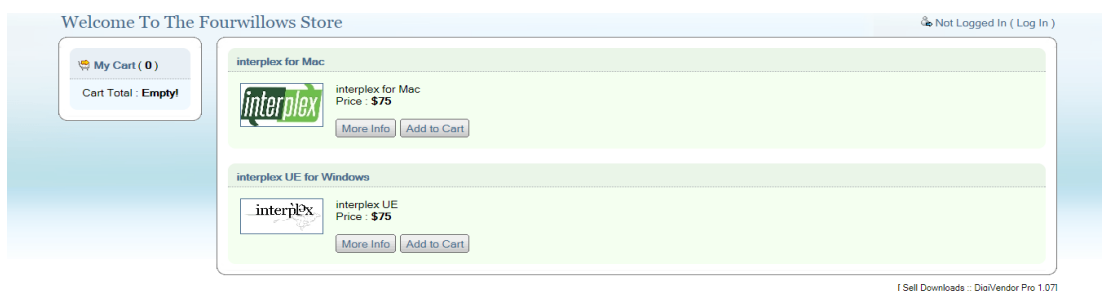 Welcome To The Fourwillows Store
Not Logged In ( Log In )
My Cart ( 0 )
Cart Total : Empty!
interplex for Mac
interplex
interplex for Mac
Price : $75
More Info Add to Cart
interplex UE for Windows
interplex
interplex UE
Price : $75
More Info Add to Cart
[ Sell Downloads :: DigiVendor Pro 1.07]